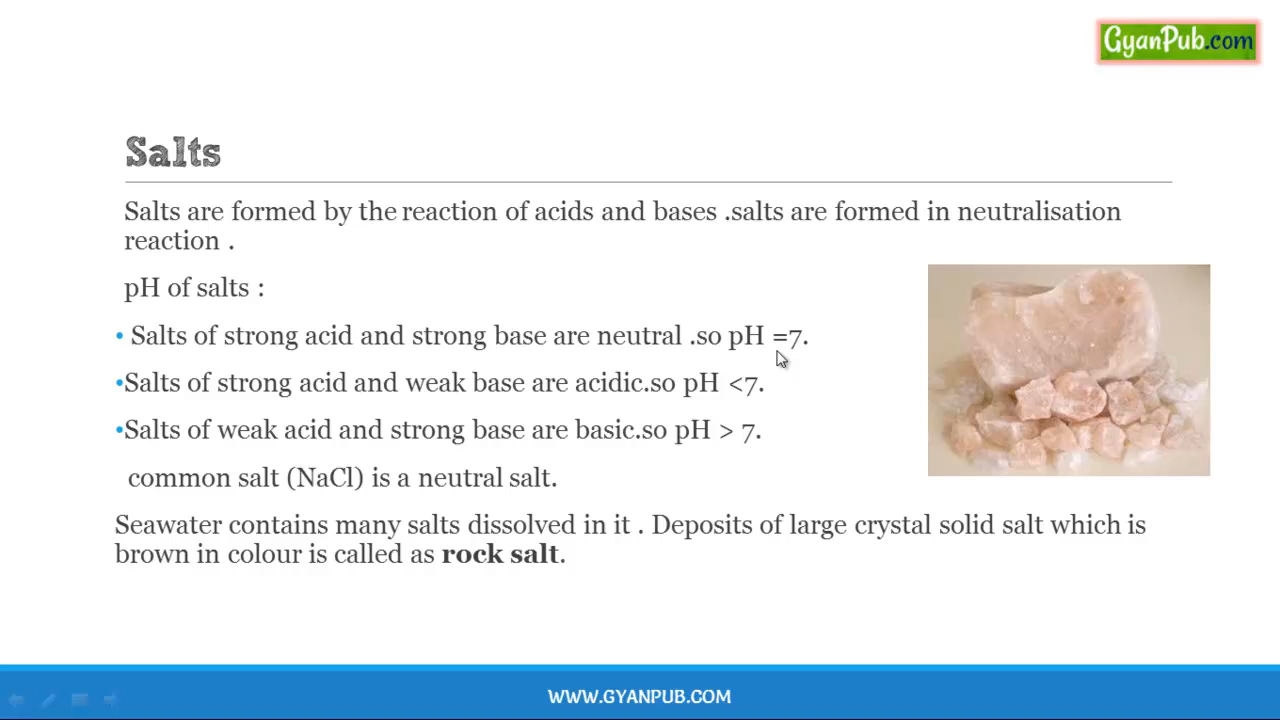 GyanPub.com
Salts
Salts are formed by the reaction of acids and bases .salts are formed in neutralisation
reaction .
pH of salts :
• Salts of strong acid and strong base are neutral .so pH =7.
•Salts of strong acid and weak base are acidic.so pH <7.
•Salts of weak acid and strong base are basic.so pH > 7.
common salt (NaCl) is a neutral salt.
Seawater contains many salts dissolved in it . Deposits of large crystal solid salt which is
brown in colour is called as rock salt.
WWW.GYANPUB.COM